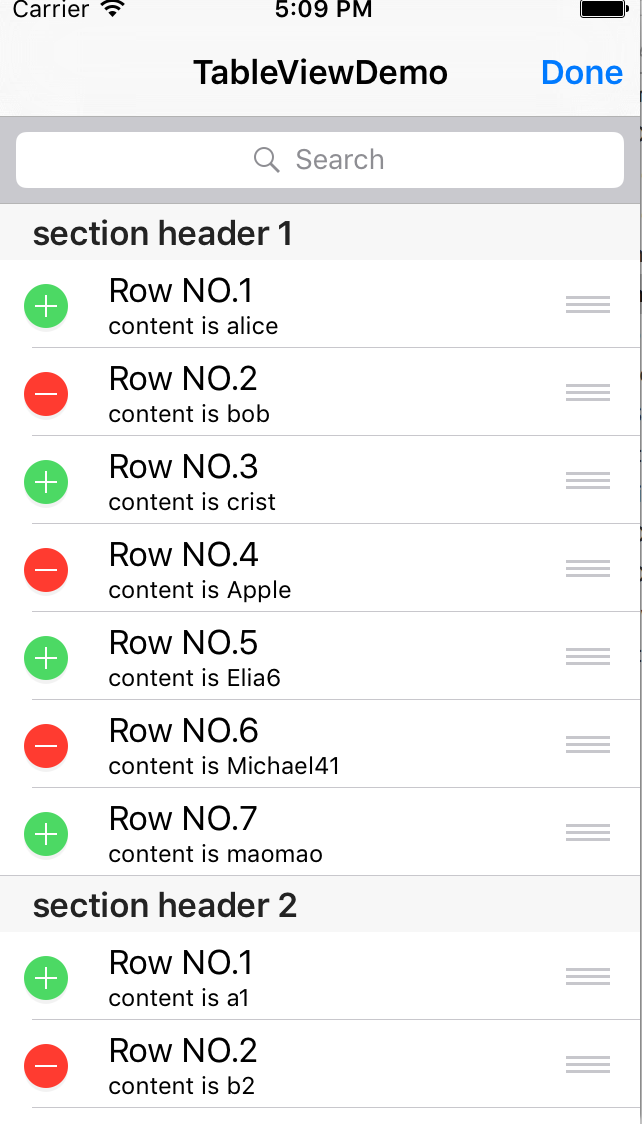 Carrier 5:09 PM
TableViewDemo Done
Search
section header 1
Row NO.1
content is alice
Row NO.2
content is bob
Row NO.3
content is crist
Row NO.4
content is Apple
Row NO.5
content is Elia6
Row NO.6
content is Michael41
Row NO.7
content is maomao
section header 2
Row NO.1
content is a1
Row NO.2
content is b2